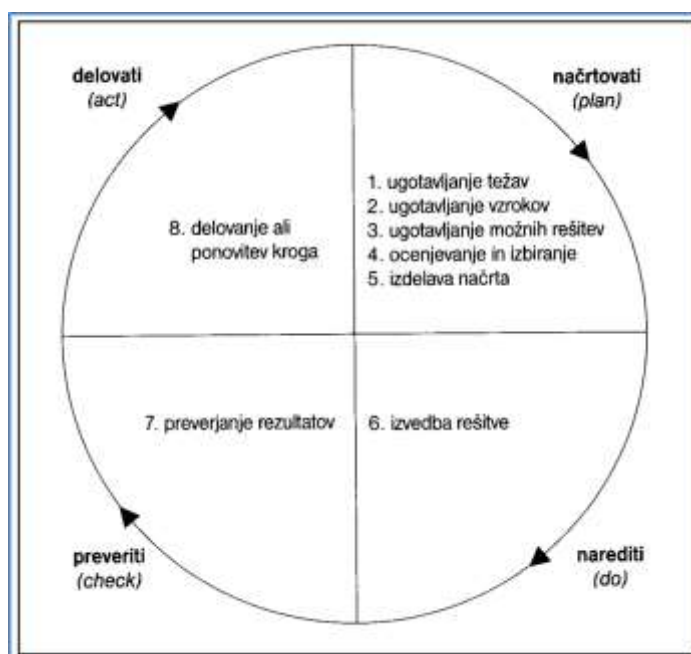 delovati
(act)
načrtovati
(plan)
1. ugotavljanje težav
2. ugotavljanje vzrokov
3. ugotavljanje možnih rešitev
4. ocenjevanje in izbiranje
5. izdelava načrta
8. delovanje ali
ponovitev kroga
7. preverjanje rezultatov
6. izvedba rešitve
preveriti
(check)
narediti
(do)